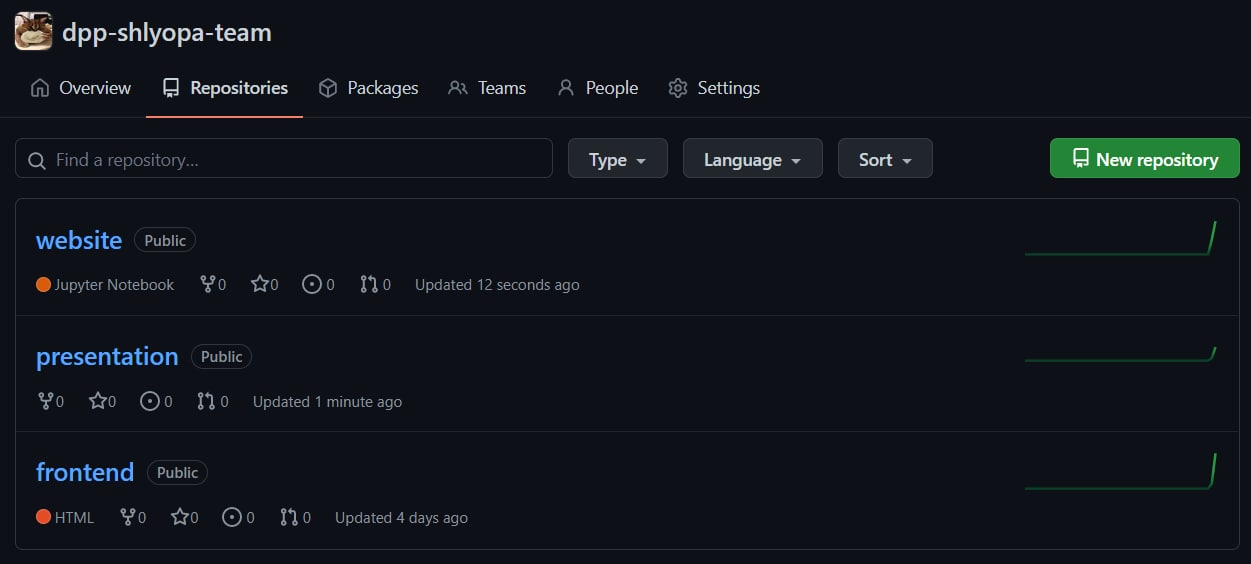 dpp-shlyopa-team
Overview Repositories Packages Teams People Settings
Find a repository... Type Language Sort New repository
website Public
Jupyter Notebook 0 0 0 0 Updated 12 seconds ago
presentation Public
0 0 0 0 Updated 1 minute ago
frontend Public
HTML 0 0 0 0 Updated 4 days ago